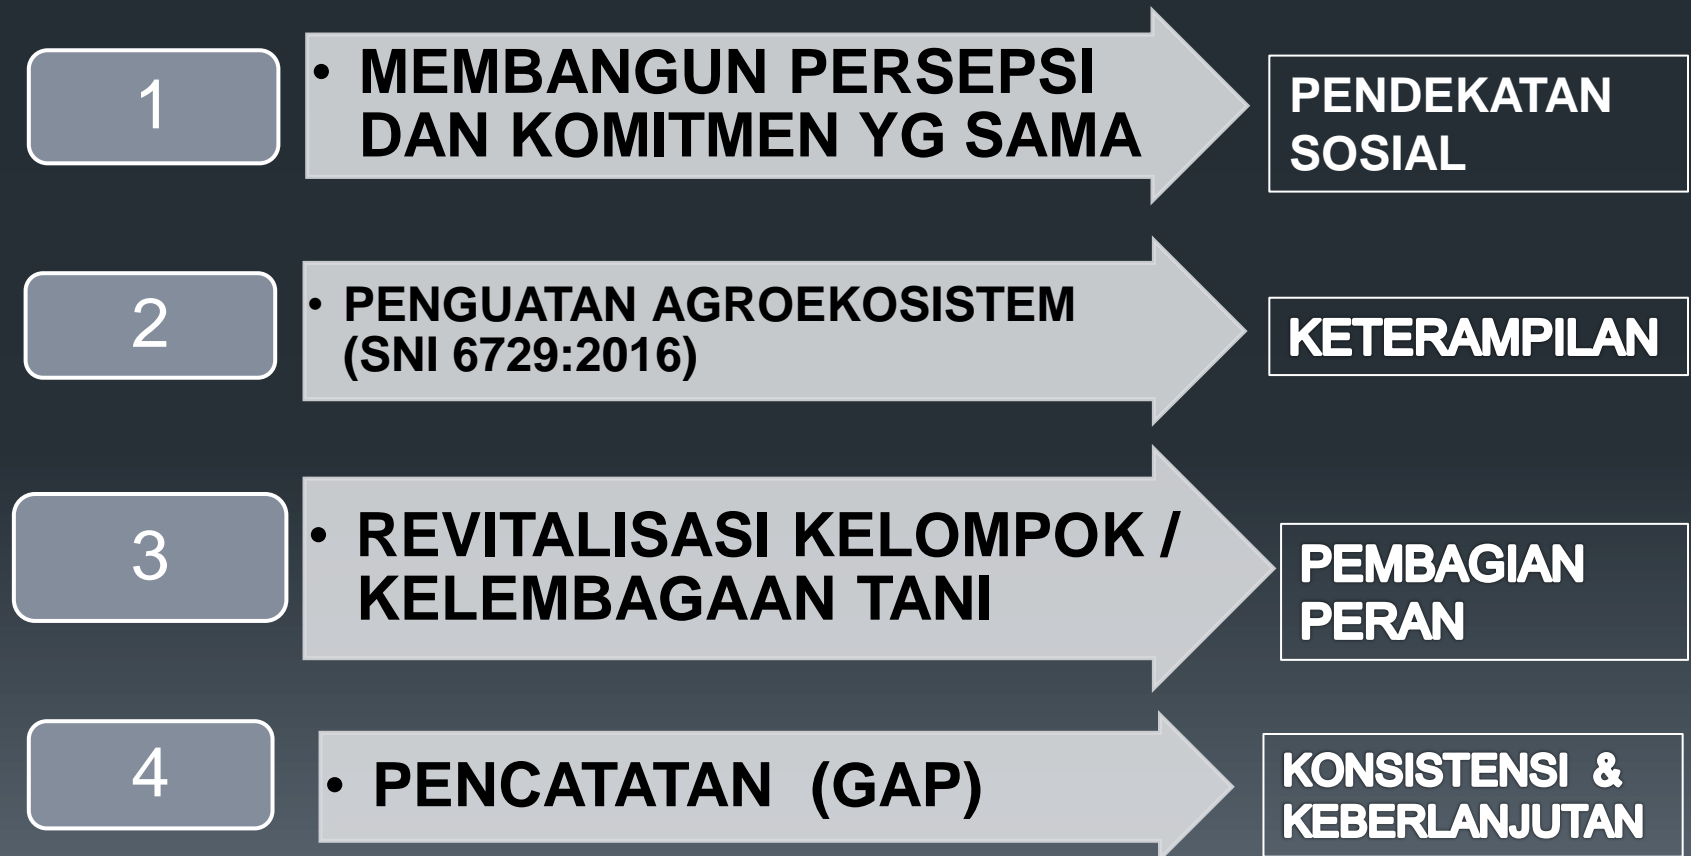 1
• MEMBANGUN PERSEPSI
DAN KOMITMEN YG SAMA
PENDEKATAN
SOSIAL
2
• PENGUATAN AGROEKOSISTEM
(SNI 6729:2016)
KETERAMPILAN
3
• REVITALISASI KELOMPOK /
KELEMBAGAAN TANI
PEMBAGIAN
PERAN
4
• PENCATATAN (GAP)
KONSISTENSI &
KEBERLANJUTAN